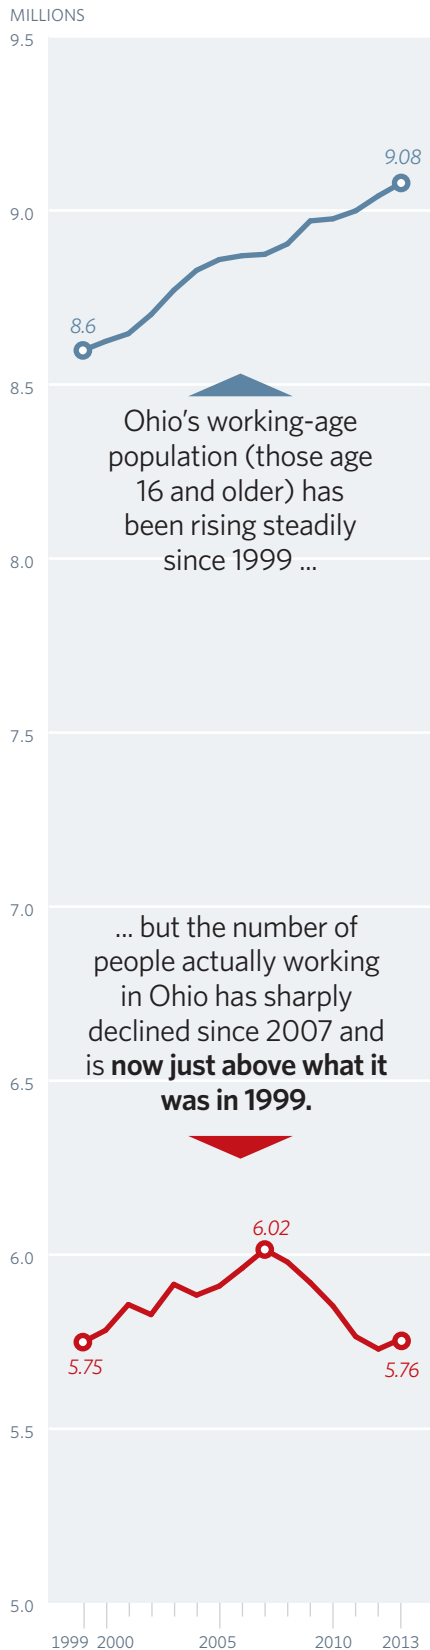 MILLIONS
9.5
9.08
9.0
8.6
8.5
Ohio’s working-age
population (those age
16 and older) has
been rising steadily
since 1999 ...
8.0
7.5
7.0
... but the number of
people actually working
in Ohio has sharply
declined since 2007 and
is now just above what it
was in 1999.
6.5
6.02
6.0
5.75
5.76
5.5
5.0
1999 2000 2005 2010 2013